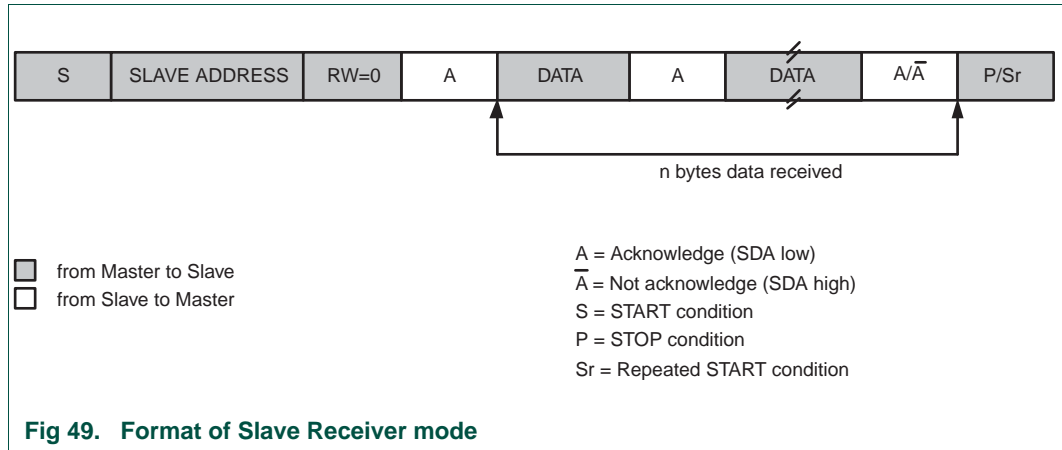 S SLAVE ADDRESS RW=0 A DATA A DATA A/A̅ P/Sr
n bytes data received
from Master to Slave
from Slave to Master
A = Acknowledge (SDA low)
A̅ = Not acknowledge (SDA high)
S = START condition
P = STOP condition
Sr = Repeated START condition
Fig 49. Format of Slave Receiver mode